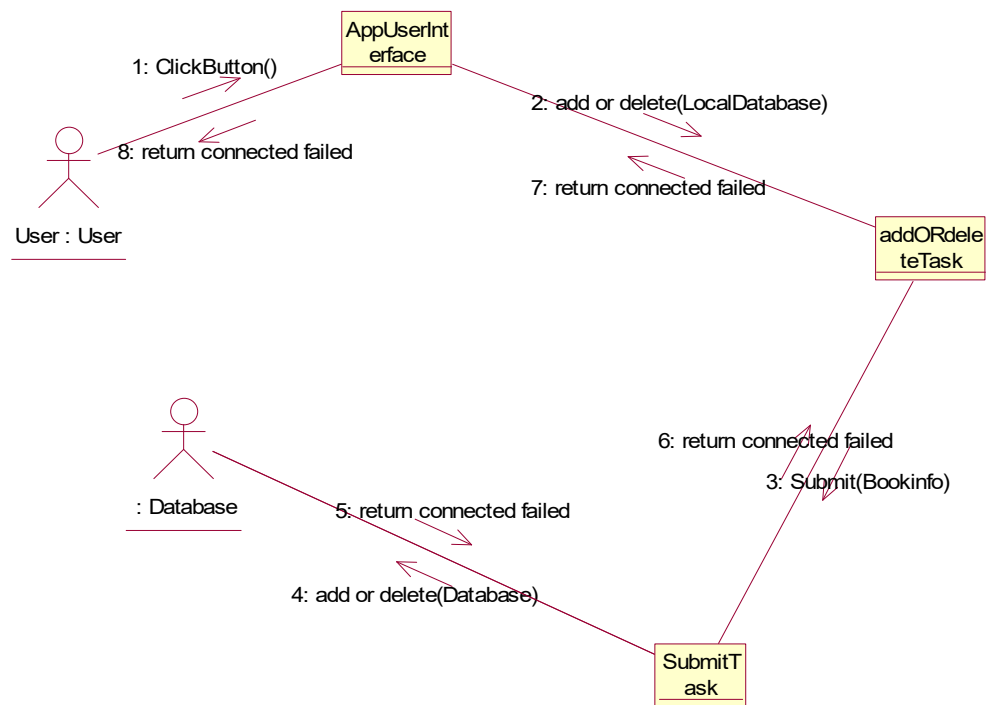 AppUserInt
erface
1: ClickButton()
2: add or delete(LocalDatabase)
8: return connected failed
7: return connected failed
User : User
addORdele
teTask
6: return connected failed
3: Submit(Bookinfo)
: Database
5: return connected failed
4: add or delete(Database)
SubmitT
ask